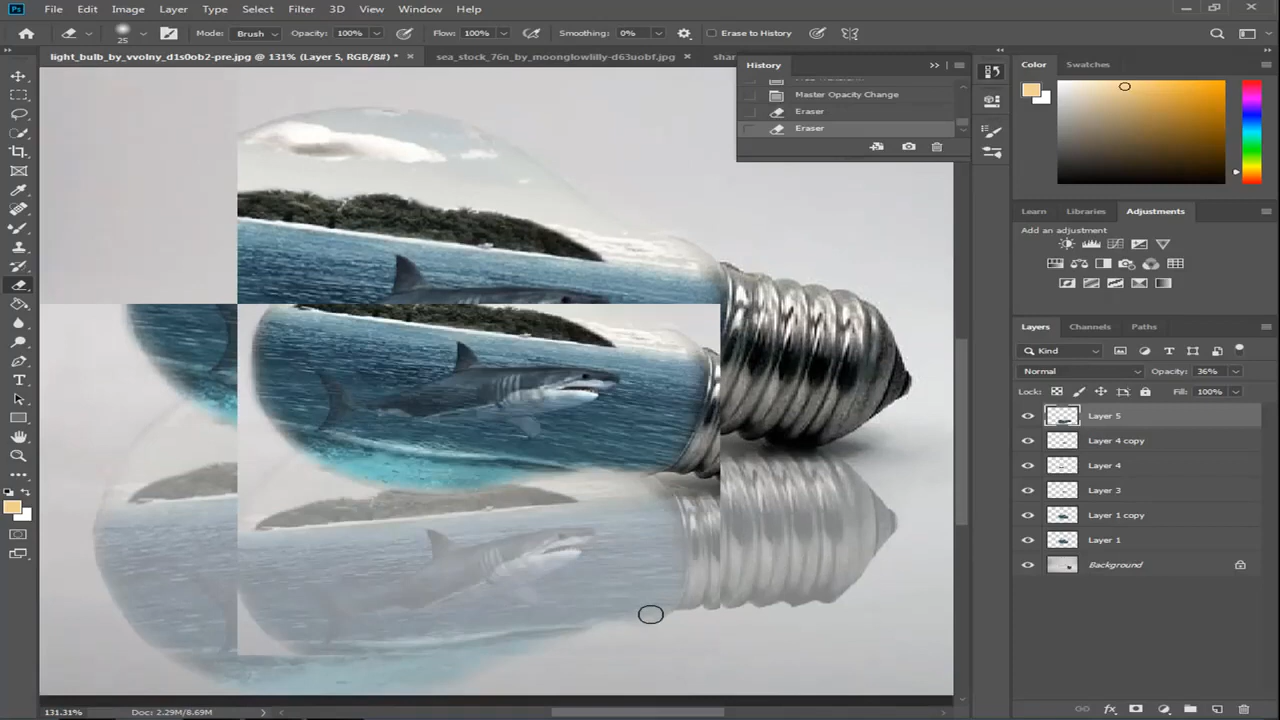 Ps File Edit Image Layer Type Select Filter 3D View Window Help
25 Mode: Brush Opacity: 100% Flow: 100% Smoothing: 0% Erase to History
light_bulb_by_vvolny_d1s0ob2-pre.jpg @ 131% (Layer 5, RGB/8#) * × sea_stock_76n_by_moonglowlilly-d63uobf.jpg × shar
History
Master Opacity Change
Eraser
Eraser
Color Swatches
Learn Libraries Adjustments
Add an adjustment
Layers Channels Paths
Kind
Normal Opacity: 36%
Lock: Fill: 100%
Layer 5
Layer 4 copy
Layer 4
Layer 3
Layer 1 copy
Layer 1
Background
131.31% Doc: 2.29M/8.69M